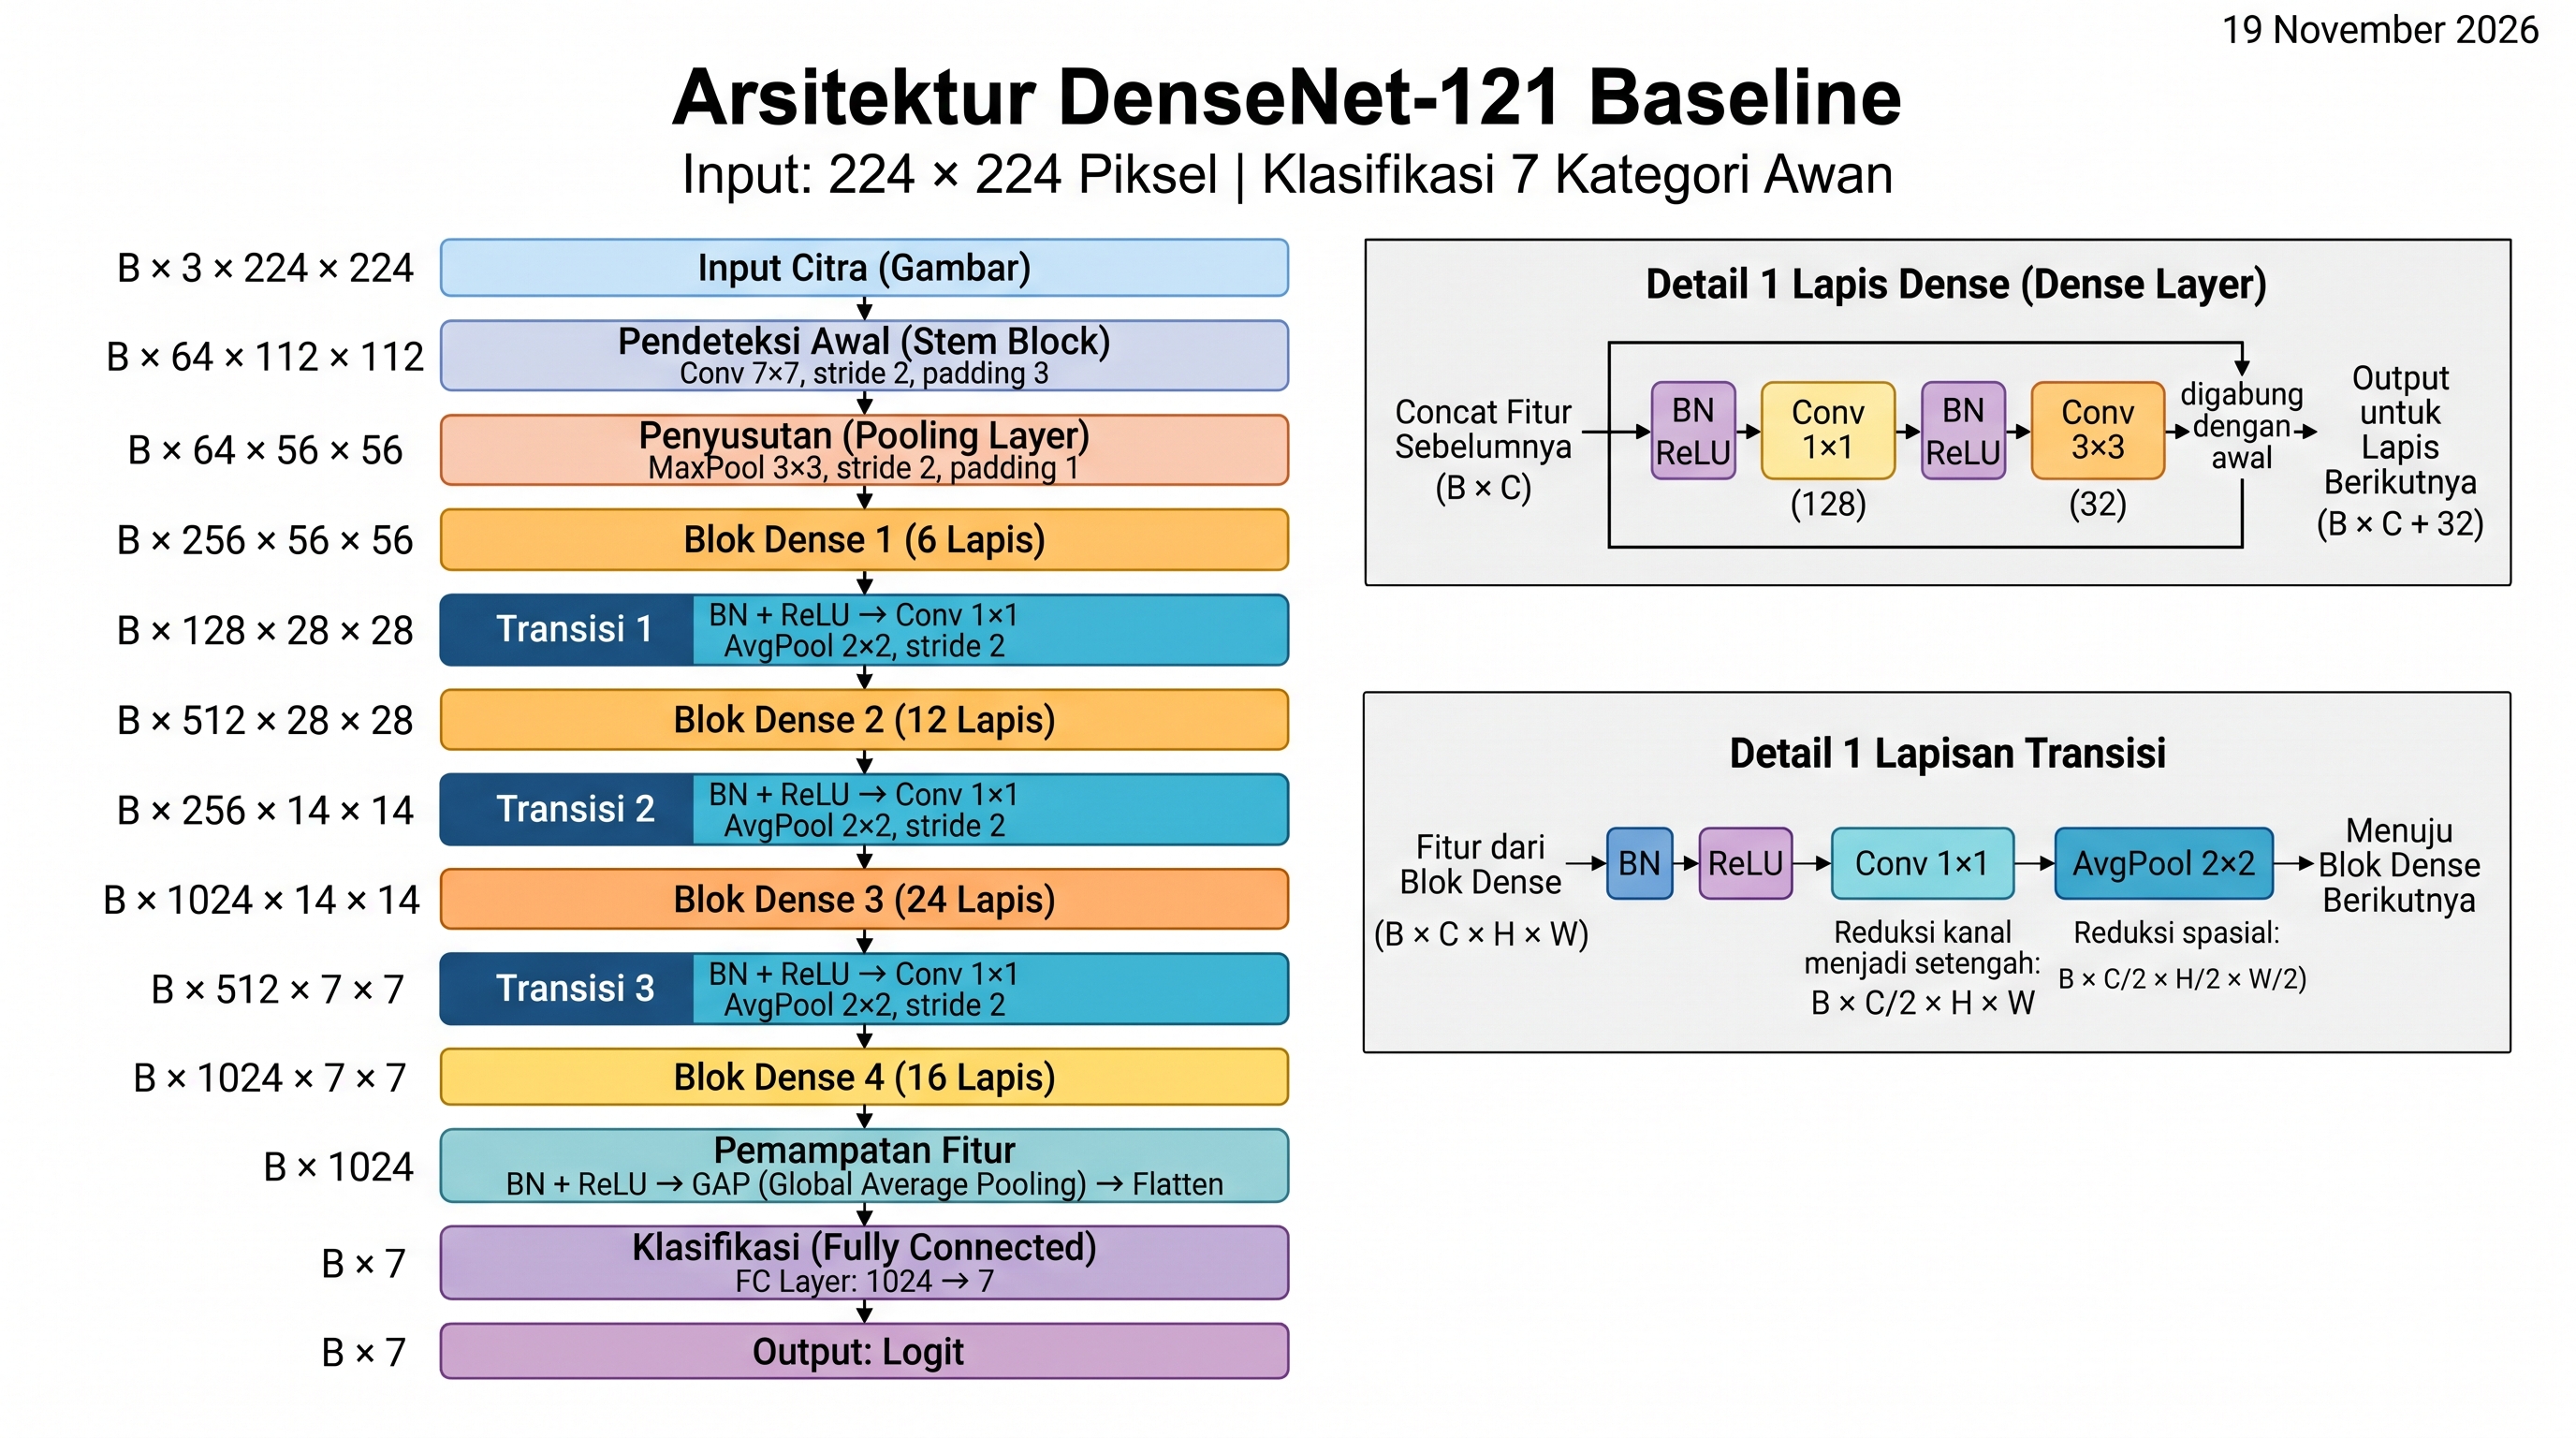 19 November 2026
Arsitektur DenseNet-121 Baseline
Input: 224 × 224 Piksel | Klasifikasi 7 Kategori Awan
B × 3 × 224 × 224
Input Citra (Gambar)
B × 64 × 112 × 112
Pendeteksi Awal (Stem Block)
Conv 7×7, stride 2, padding 3
B × 64 × 56 × 56
Penyusutan (Pooling Layer)
MaxPool 3×3, stride 2, padding 1
B × 256 × 56 × 56
Blok Dense 1 (6 Lapis)
B × 128 × 28 × 28
Transisi 1
BN + ReLU → Conv 1×1
AvgPool 2×2, stride 2
B × 512 × 28 × 28
Blok Dense 2 (12 Lapis)
B × 256 × 14 × 14
Transisi 2
BN + ReLU → Conv 1×1
AvgPool 2×2, stride 2
B × 1024 × 14 × 14
Blok Dense 3 (24 Lapis)
B × 512 × 7 × 7
Transisi 3
BN + ReLU → Conv 1×1
AvgPool 2×2, stride 2
B × 1024 × 7 × 7
Blok Dense 4 (16 Lapis)
B × 1024
Pemampatan Fitur
BN + ReLU → GAP (Global Average Pooling) → Flatten
B × 7
Klasifikasi (Fully Connected)
FC Layer: 1024 → 7
B × 7
Output: Logit
Detail 1 Lapis Dense (Dense Layer)
Concat Fitur
Sebelumnya
(B × C)
BN
ReLU
Conv
1×1
(128)
BN
ReLU
Conv
3×3
(32)
digabung
dengan
awal
Output
untuk
Lapis
Berikutnya
(B × C + 32)
Detail 1 Lapisan Transisi
Fitur dari
Blok Dense
(B × C × H × W)
BN
ReLU
Conv 1×1
Reduksi kanal
menjadi setengah:
B × C/2 × H × W
AvgPool 2×2
Reduksi spasial:
B × C/2 × H/2 × W/2)
Menuju
Blok Dense
Berikutnya